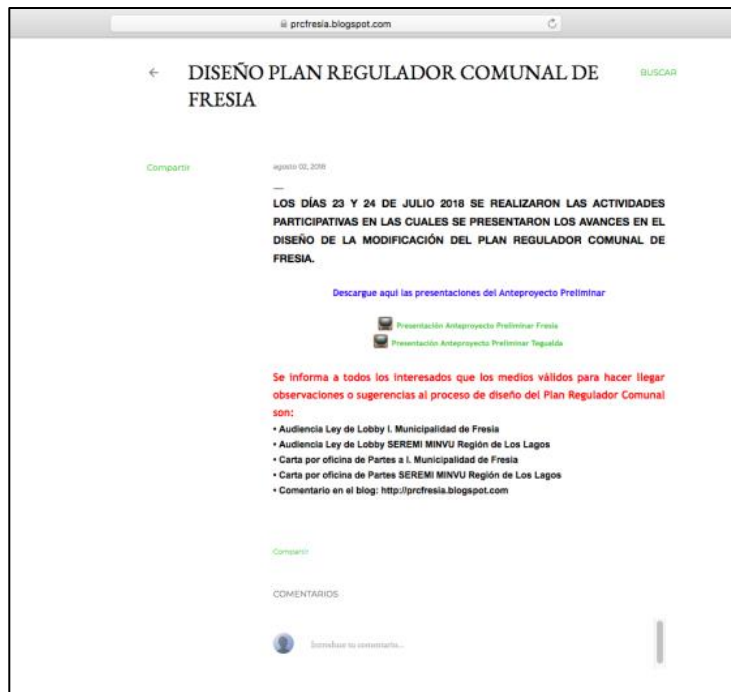 prcfresia.blogspot.com
DISEÑO PLAN REGULADOR COMUNAL DE
FRESIA
BUSCAR
Compartir
agosto 02, 2018
LOS DÍAS 23 Y 24 DE JULIO 2018 SE REALIZARON LAS ACTIVIDADES
PARTICIPATIVAS EN LAS CUALES SE PRESENTARON LOS AVANCES EN EL
DISEÑO DE LA MODIFICACIÓN DEL PLAN REGULADOR COMUNAL DE
FRESIA.
Descargue aquí las presentaciones del Anteproyecto Preliminar
Presentación Anteproyecto Preliminar Fresia
Presentación Anteproyecto Preliminar Tegualda
Se informa a todos los interesados que los medios válidos para hacer llegar
observaciones o sugerencias al proceso de diseño del Plan Regulador Comunal
son:
• Audiencia Ley de Lobby I. Municipalidad de Fresia
• Audiencia Ley de Lobby SEREMI MINVU Región de Los Lagos
• Carta por oficina de Partes a I. Municipalidad de Fresia
• Carta por oficina de Partes SEREMI MINVU Región de Los Lagos
• Comentario en el blog: http://prcfresia.blogspot.com
Compartir
COMENTARIOS
Introduce tu comentario...